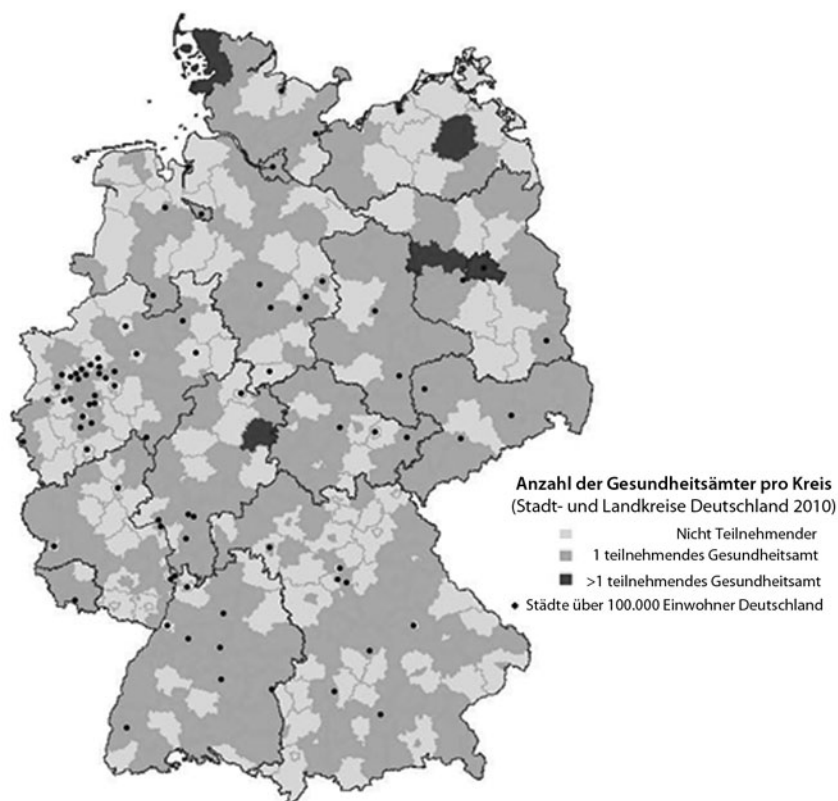 Anzahl der Gesundheitsämter pro Kreis
(Stadt- und Landkreise Deutschland 2010)
Nicht Teilnehmender
1 teilnehmendes Gesundheitsamt
>1 teilnehmendes Gesundheitsamt
Städte über 100.000 Einwohner Deutschland